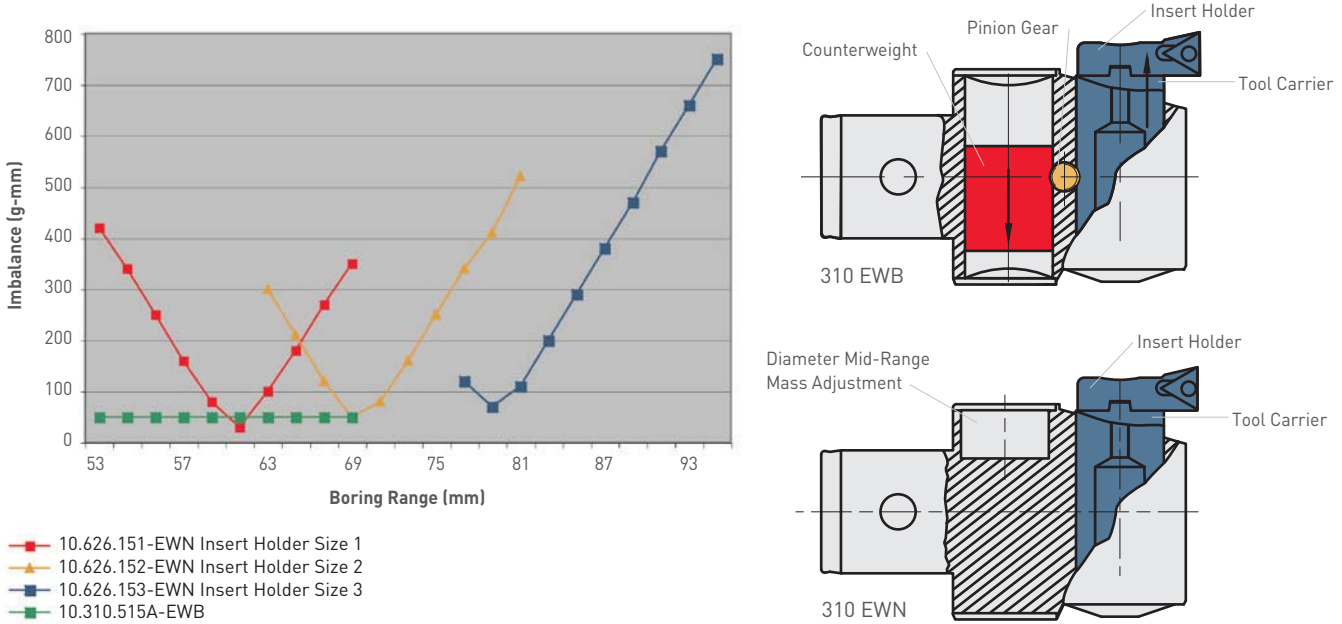 800
700
600
500
400
300
200
100
0
Imbalance (g-mm)
53 57 63 69 75 81 87 93
Boring Range (mm)
10.626.151-EWN Insert Holder Size 1
10.626.152-EWN Insert Holder Size 2
10.626.153-EWN Insert Holder Size 3
10.310.515A-EWB
Insert Holder
Pinion Gear
Counterweight
Tool Carrier
310 EWB
Insert Holder
Diameter Mid-Range
Mass Adjustment
Tool Carrier
310 EWN